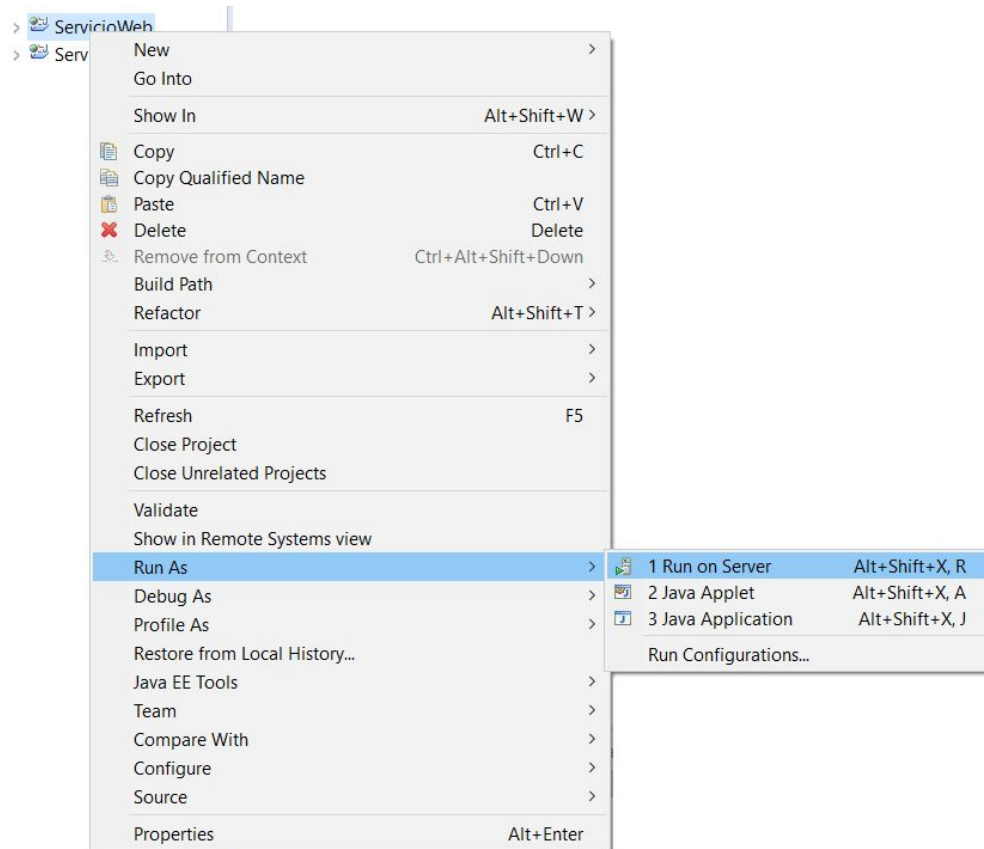 ServicioWeb
Serv
New
Go Into
Show In Alt+Shift+W
Copy Ctrl+C
Copy Qualified Name
Paste Ctrl+V
Delete Delete
Remove from Context Ctrl+Alt+Shift+Down
Build Path
Refactor Alt+Shift+T
Import
Export
Refresh F5
Close Project
Close Unrelated Projects
Validate
Show in Remote Systems view
Run As
1 Run on Server Alt+Shift+X, R
Debug As
2 Java Applet Alt+Shift+X, A
Profile As
3 Java Application Alt+Shift+X, J
Restore from Local History...
Run Configurations...
Java EE Tools
Team
Compare With
Configure
Source
Properties Alt+Enter